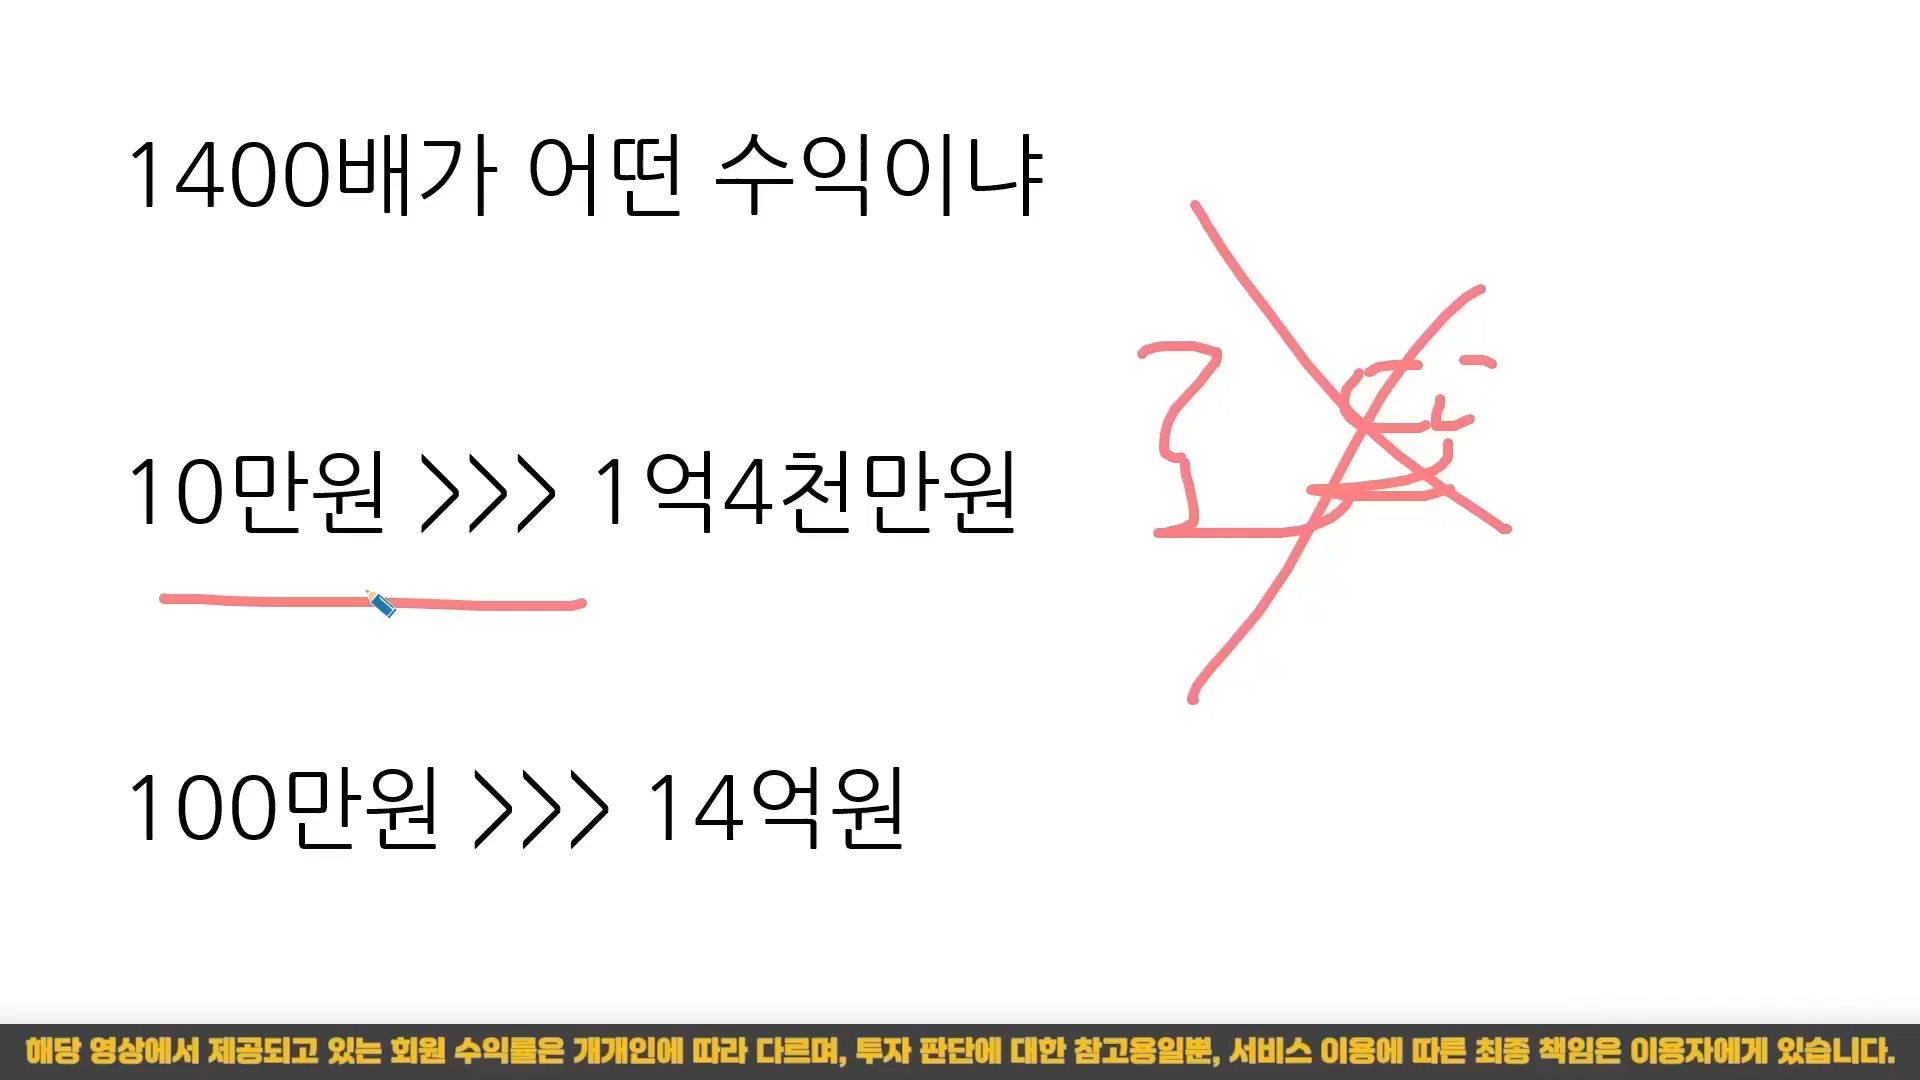 1400배가 어떤 수익이냐
10만원 >>> 1억4천만원
100만원 >>> 14억원
해당 영상에서 제공되고 있는 회원 수익률은 개개인에 따라 다르며, 투자 판단에 대한 참고용일뿐, 서비스 이용에 따른 최종 책임은 이용자에게 있습니다.